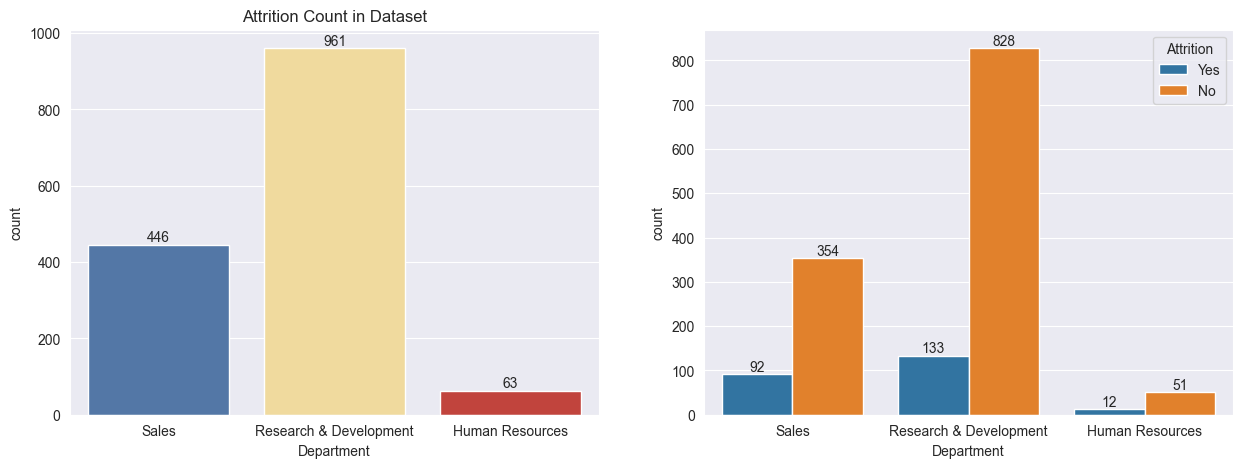 Attrition Count in Dataset
1000
800
600
400
200
0
count
446
961
63
Sales
Research & Development
Human Resources
Department
800
700
600
500
400
300
200
100
0
count
92
354
133
828
12
51
Attrition
Yes
No
Sales
Research & Development
Human Resources
Department